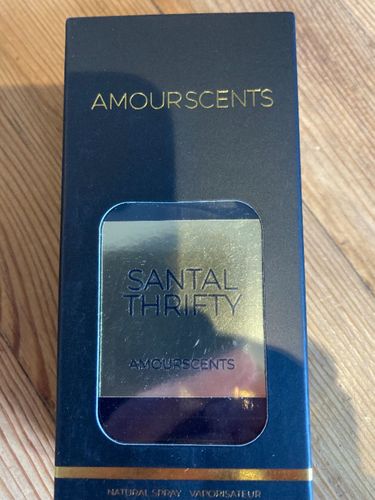 AMOURSCENTS
SANTAL
THRIFTY
AMOURSCENTS
NATURAL SPRAY VAPORISATEUR